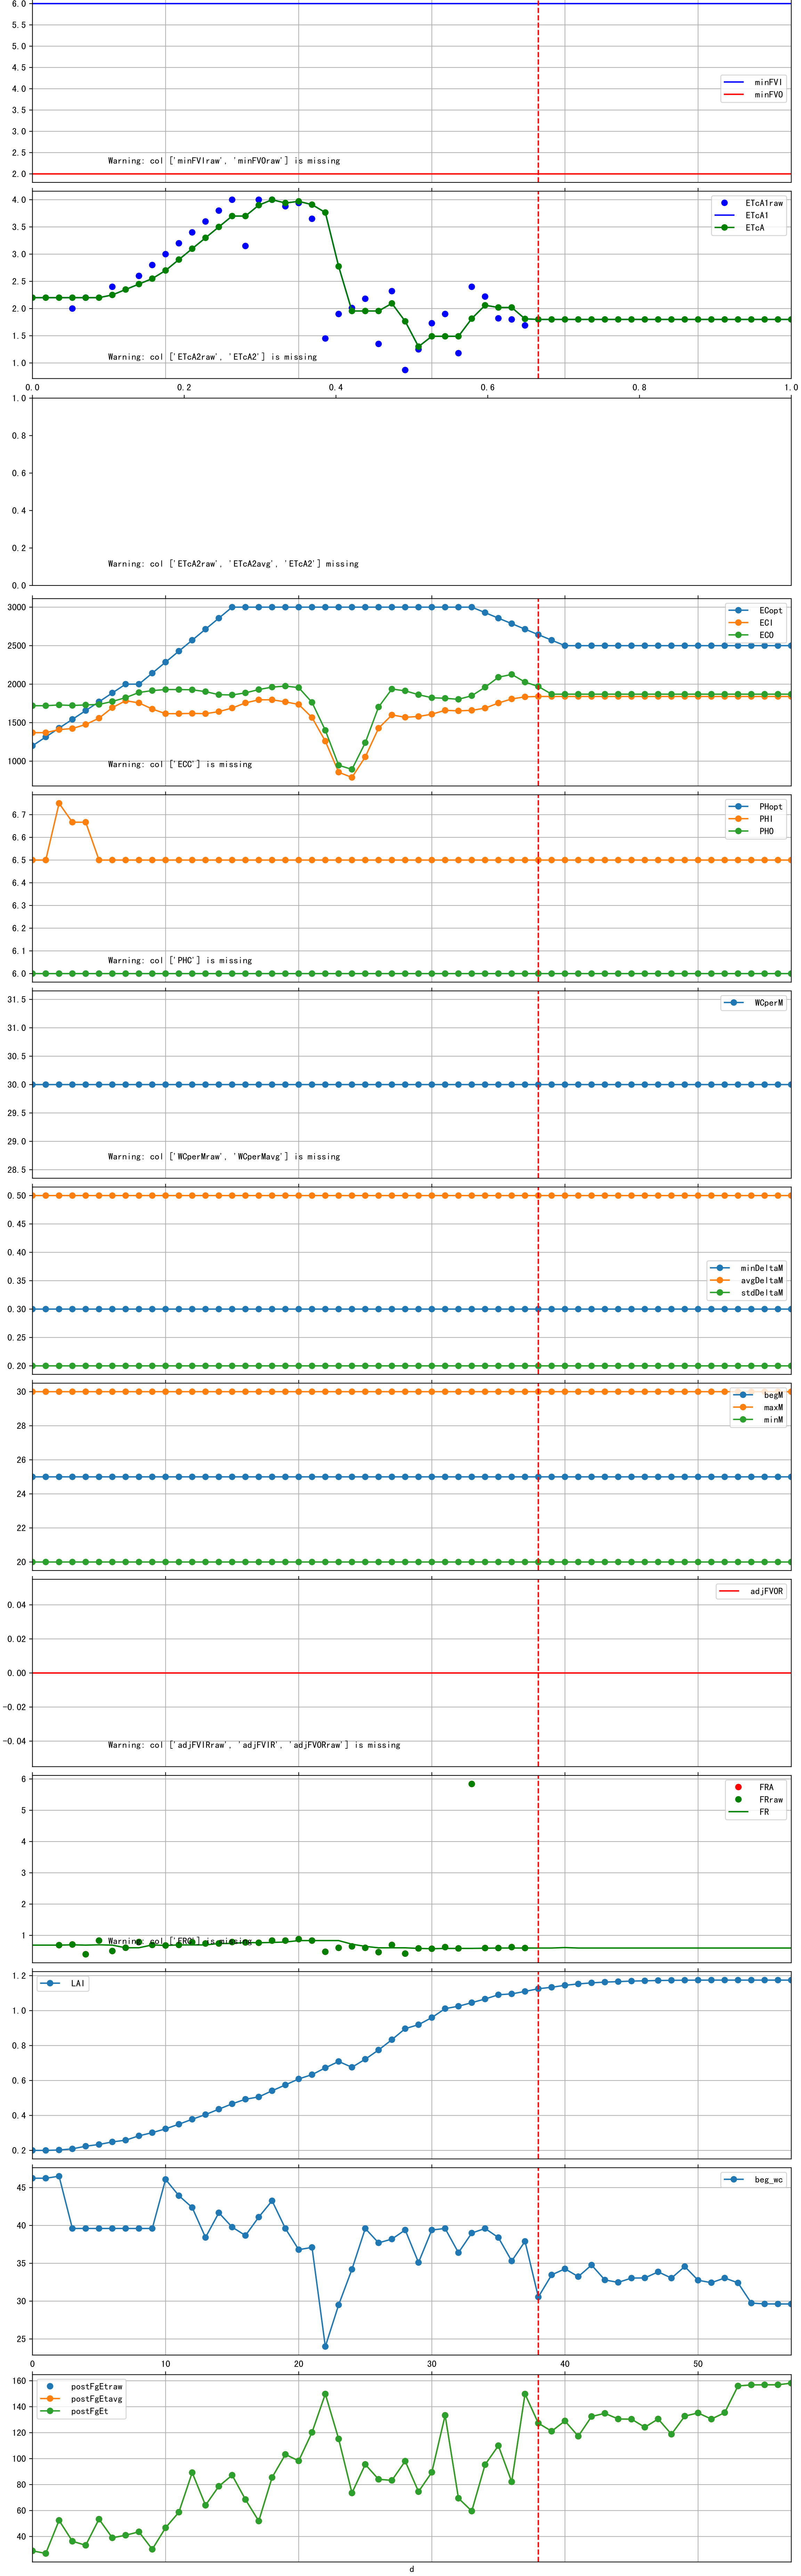 6.0
5.5
5.0
4.5
4.0
3.5
3.0
2.5
2.0
minFVI
minFVO
Warning: col ['minFVIraw', 'minFVOraw'] is missing
4.0
3.5
3.0
2.5
2.0
1.5
1.0
ETcA1raw
ETcA1
ETcA
Warning: col ['ETcA2raw', 'ETcA2'] is missing
0.0 0.2 0.4 0.6 0.8 1.0
1.0
0.8
0.6
0.4
0.2
0.0
Warning: col ['ETcA2raw', 'ETcA2avg', 'ETcA2'] missing
3000
2500
2000
1500
1000
ECopt
ECI
ECO
Warning: col ['ECC'] is missing
6.7
6.6
6.5
6.4
6.3
6.2
6.1
6.0
PHopt
PHI
PHO
Warning: col ['PHC'] is missing
31.5
31.0
30.5
30.0
29.5
29.0
28.5
WCperM
Warning: col ['WCperMraw', 'WCperMavg'] is missing
0.50
0.45
0.40
0.35
0.30
0.25
0.20
minDeltaM
avgDeltaM
stdDeltaM
30
28
26
24
22
20
begM
maxM
minM
0.04
0.02
0.00
−0.02
−0.04
adjFVOR
Warning: col ['adjFVIRraw', 'adjFVIR', 'adjFVORraw'] is missing
6
5
4
3
2
1
FRA
FRraw
FR
Warning: col ['FRO'] is missing
1.2
1.0
0.8
0.6
0.4
0.2
LAI
45
40
35
30
25
beg_wc
0 10 20 30 40 50
160
140
120
100
80
60
40
postFgEtraw
postFgEtavg
postFgEt
d